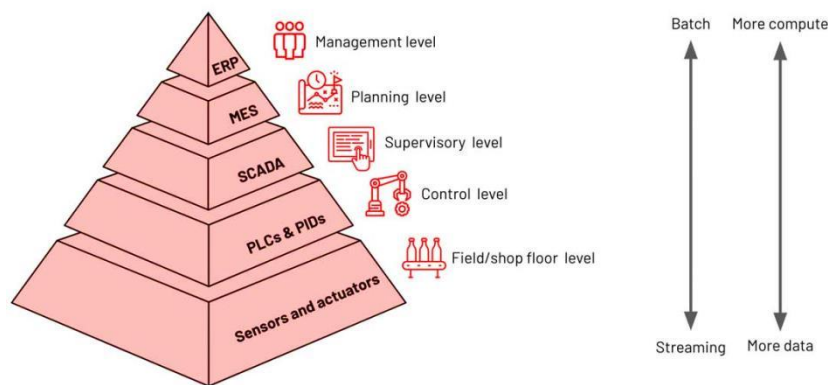 Batch
More compute
Management level
ERP
Planning level
MES
Supervisory level
SCADA
Control level
PLCs & PIDs
Field/shop floor level
Sensors and actuators
Streaming
More data